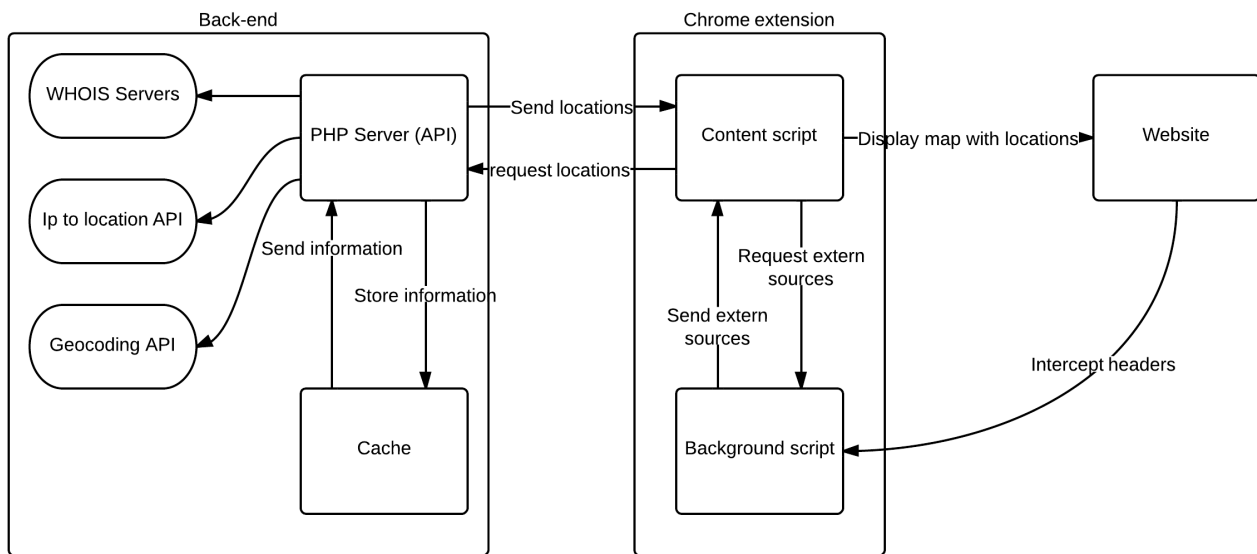 Back-end
Chrome extension
WHOIS Servers
PHP Server (API)
Send locations
Content script
Display map with locations
Website
request locations
Ip to location API
Send information
Request extern
sources
Store information
Send extern
sources
Geocoding API
Intercept headers
Cache
Background script